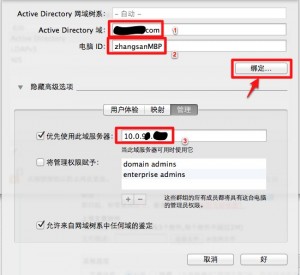 Active Directory 网域树系： - 自动 -
Active Directory 域： com ①
电脑 ID： zhangsanMBP
②
绑定...
隐藏高级选项
用户体验 映射 管理
优先使用此域服务器： 10.0.9 ③
当此域服务器可用时使用它
将管理权限赋予： domain admins
enterprise admins
+ -
这些群组的所有成员都将具有这台电脑
的管理员权限。
允许来自网域树系中任何域的鉴定
取消 好